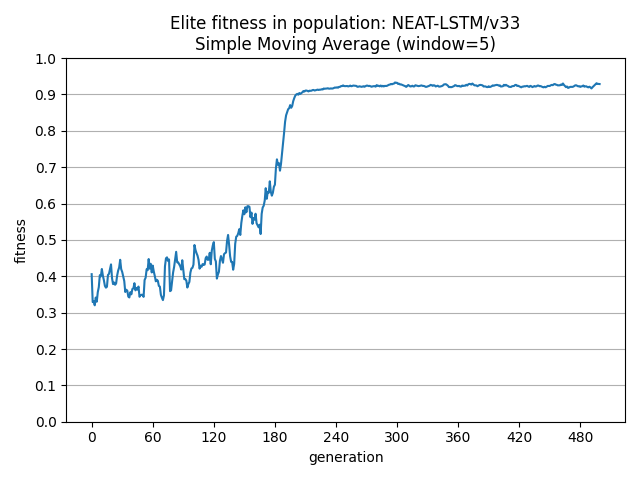 Elite fitness in population: NEAT-LSTM/v33
Simple Moving Average (window=5)
1.0
0.9
0.8
0.7
0.6
0.5
0.4
0.3
0.2
0.1
0.0
fitness
0 60 120 180 240 300 360 420 480
generation